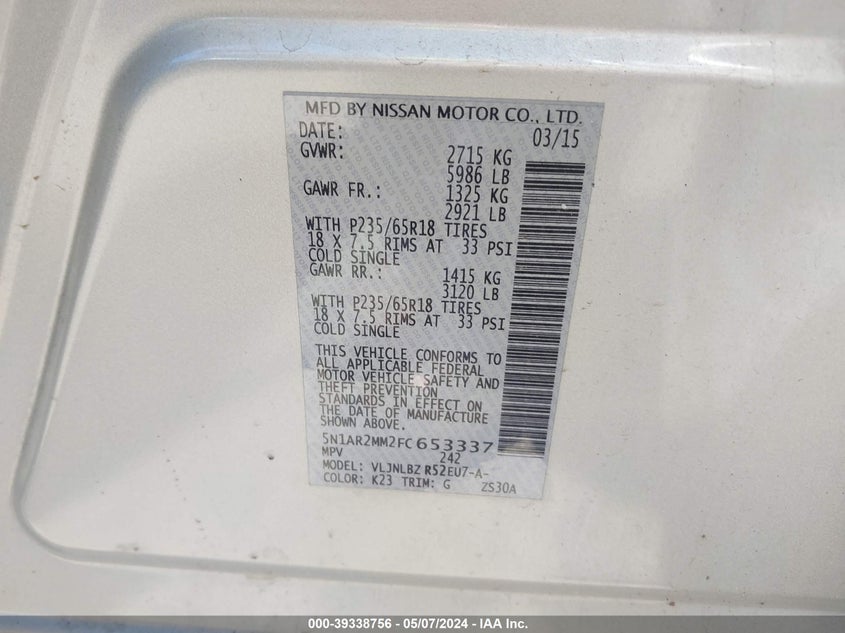 MFD BY NISSAN MOTOR CO., LTD.
DATE: 03/15
GVWR: 2715 KG
5986 LB
GAWR FR.: 1325 KG
2921 LB
WITH P235/65R18 TIRES
18 X 7.5 RIMS AT 33 PSI
COLD SINGLE
GAWR RR.: 1415 KG
3120 LB
WITH P235/65R18 TIRES
18 X 7.5 RIMS AT 33 PSI
COLD SINGLE
THIS VEHICLE CONFORMS TO
ALL APPLICABLE FEDERAL
MOTOR VEHICLE SAFETY AND
THEFT PREVENTION
STANDARDS IN EFFECT ON
THE DATE OF MANUFACTURE
SHOWN ABOVE.
5N1AR2MM2FC653337
MPV 242
MODEL: VLJNLBZ R52EU7-A-
COLOR: K23 TRIM: G ZS30A
000-39338756 - 05/07/2024 - IAA Inc.